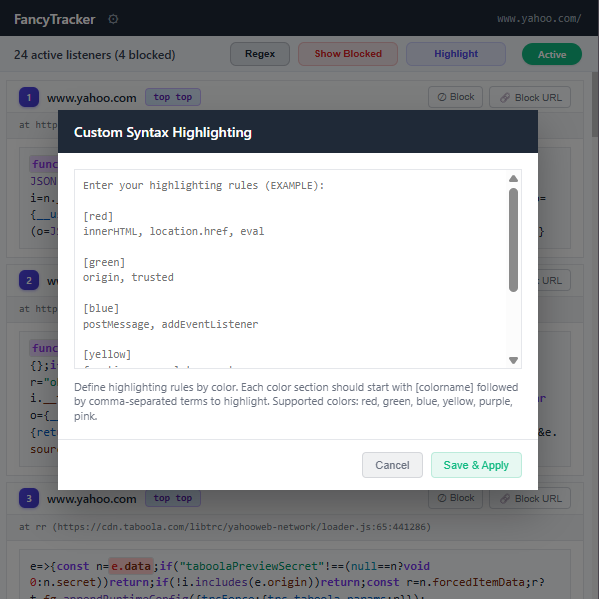 FancyTracker
www.yahoo.com/
24 active listeners (4 blocked)
Regex
Show Blocked
Highlight
Active
1 www.yahoo.com top top
Block
Block URL
at http
Custom Syntax Highlighting
func
JSON
i=n.
{__u
(o=JS
Enter your highlighting rules (EXAMPLE):
[red]
innerHTML, location.href, eval
[green]
origin, trusted
[blue]
postMessage, addEventListener
[yellow]
Define highlighting rules by color. Each color section should start with [colorname] followed
by comma-separated terms to highlight. Supported colors: red, green, blue, yellow, purple,
pink.
Cancel
Save & Apply
2
URL
at http
func
{};i
r="o
i.__
ar
o={_
{ret
&e.
sour
3 www.yahoo.com top top
Block
Block URL
at rr (https://cdn.taboola.com/libtrc/yahooweb-network/loader.js:65:441286)
e=>{const n=e.data;if("taboolaPreviewSecret"!==(null==n?void
0:n.secret))return;if(!i.includes(e.origin))return;const r=n.forcedItemData;r?